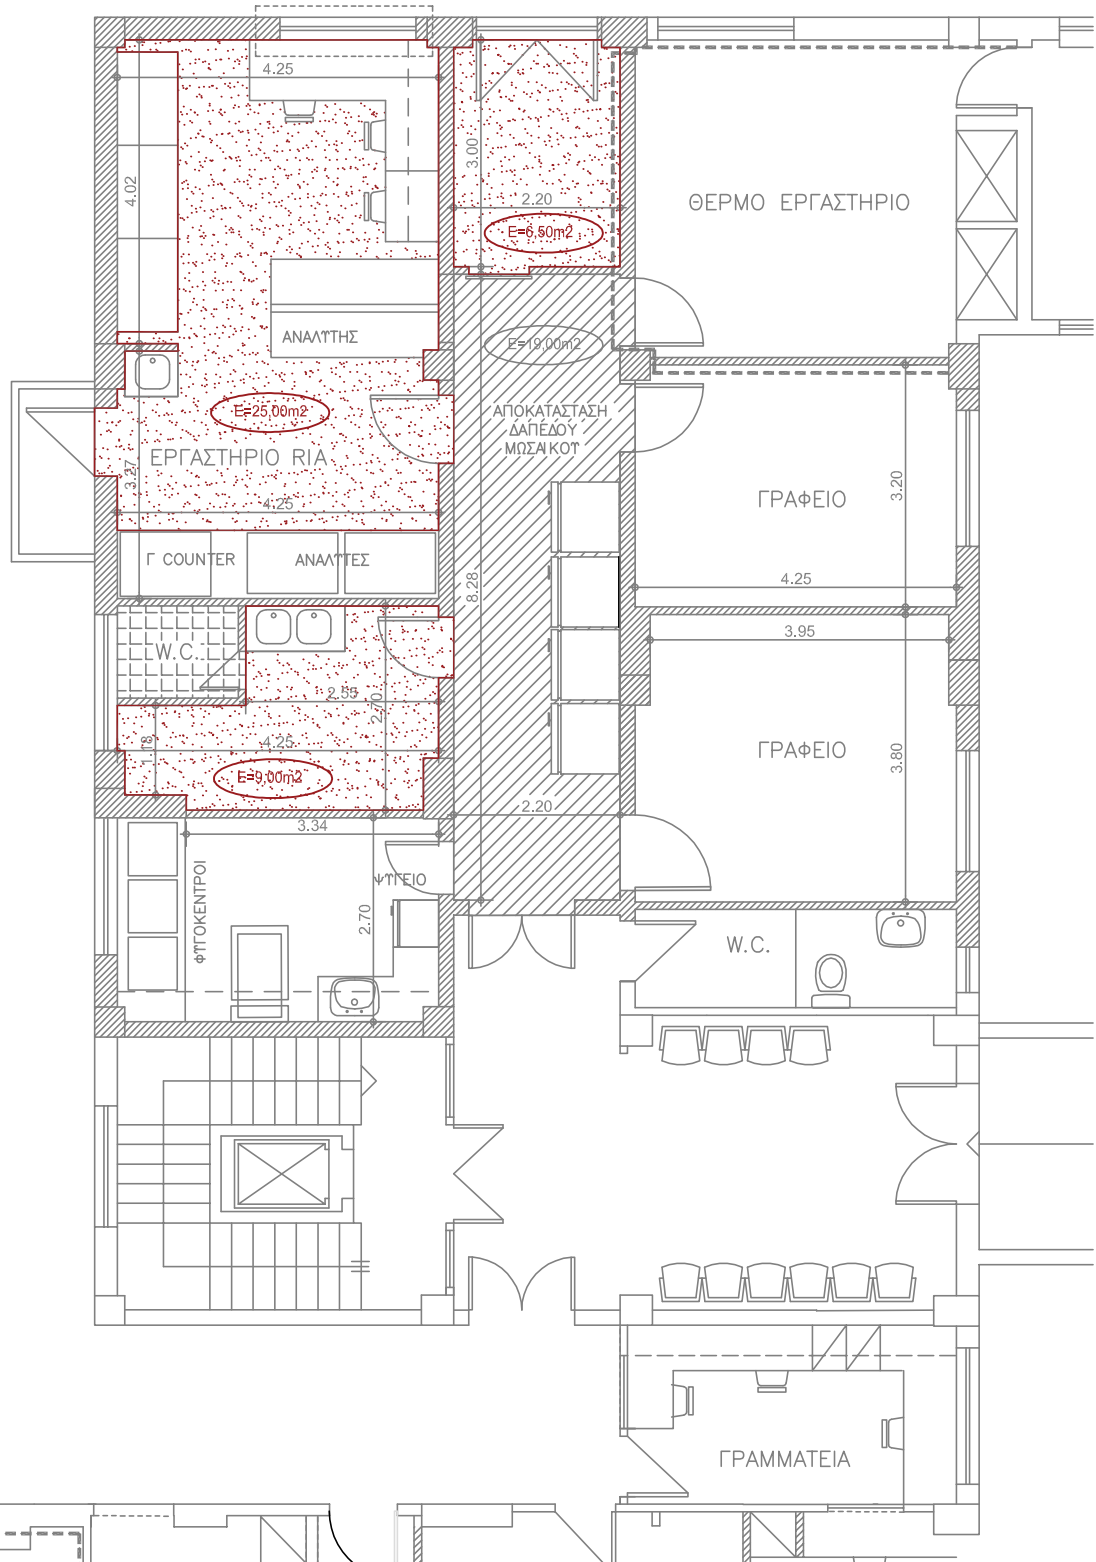 4.25
3.00
4.02
2.20
E=6,50m2
ΘΕΡΜΟ ΕΡΓΑΣΤΗΡΙΟ
ΑΝΑΛΥΤΗΣ
E=19,00m2
E=25,00m2
ΑΠΟΚΑΤΑΣΤΑΣΗ
ΔΑΠΕΔΟΥ
ΜΩΣΑΙΚΟΥ
ΕΡΓΑΣΤΗΡΙΟ RIA
3.27
4.25
ΓΡΑΦΕΙΟ
3.20
Γ COUNTER
ΑΝΑΛΥΤΕΣ
8.28
4.25
3.95
W.C.
2.55
2.70
1.18
4.25
E=9,00m2
ΓΡΑΦΕΙΟ
3.80
2.20
3.34
ΨΥΓΕΙΟ
ΦΥΓΟΚΕΝΤΡΟΙ
2.70
W.C.
ΓΡΑΜΜΑΤΕΙΑ